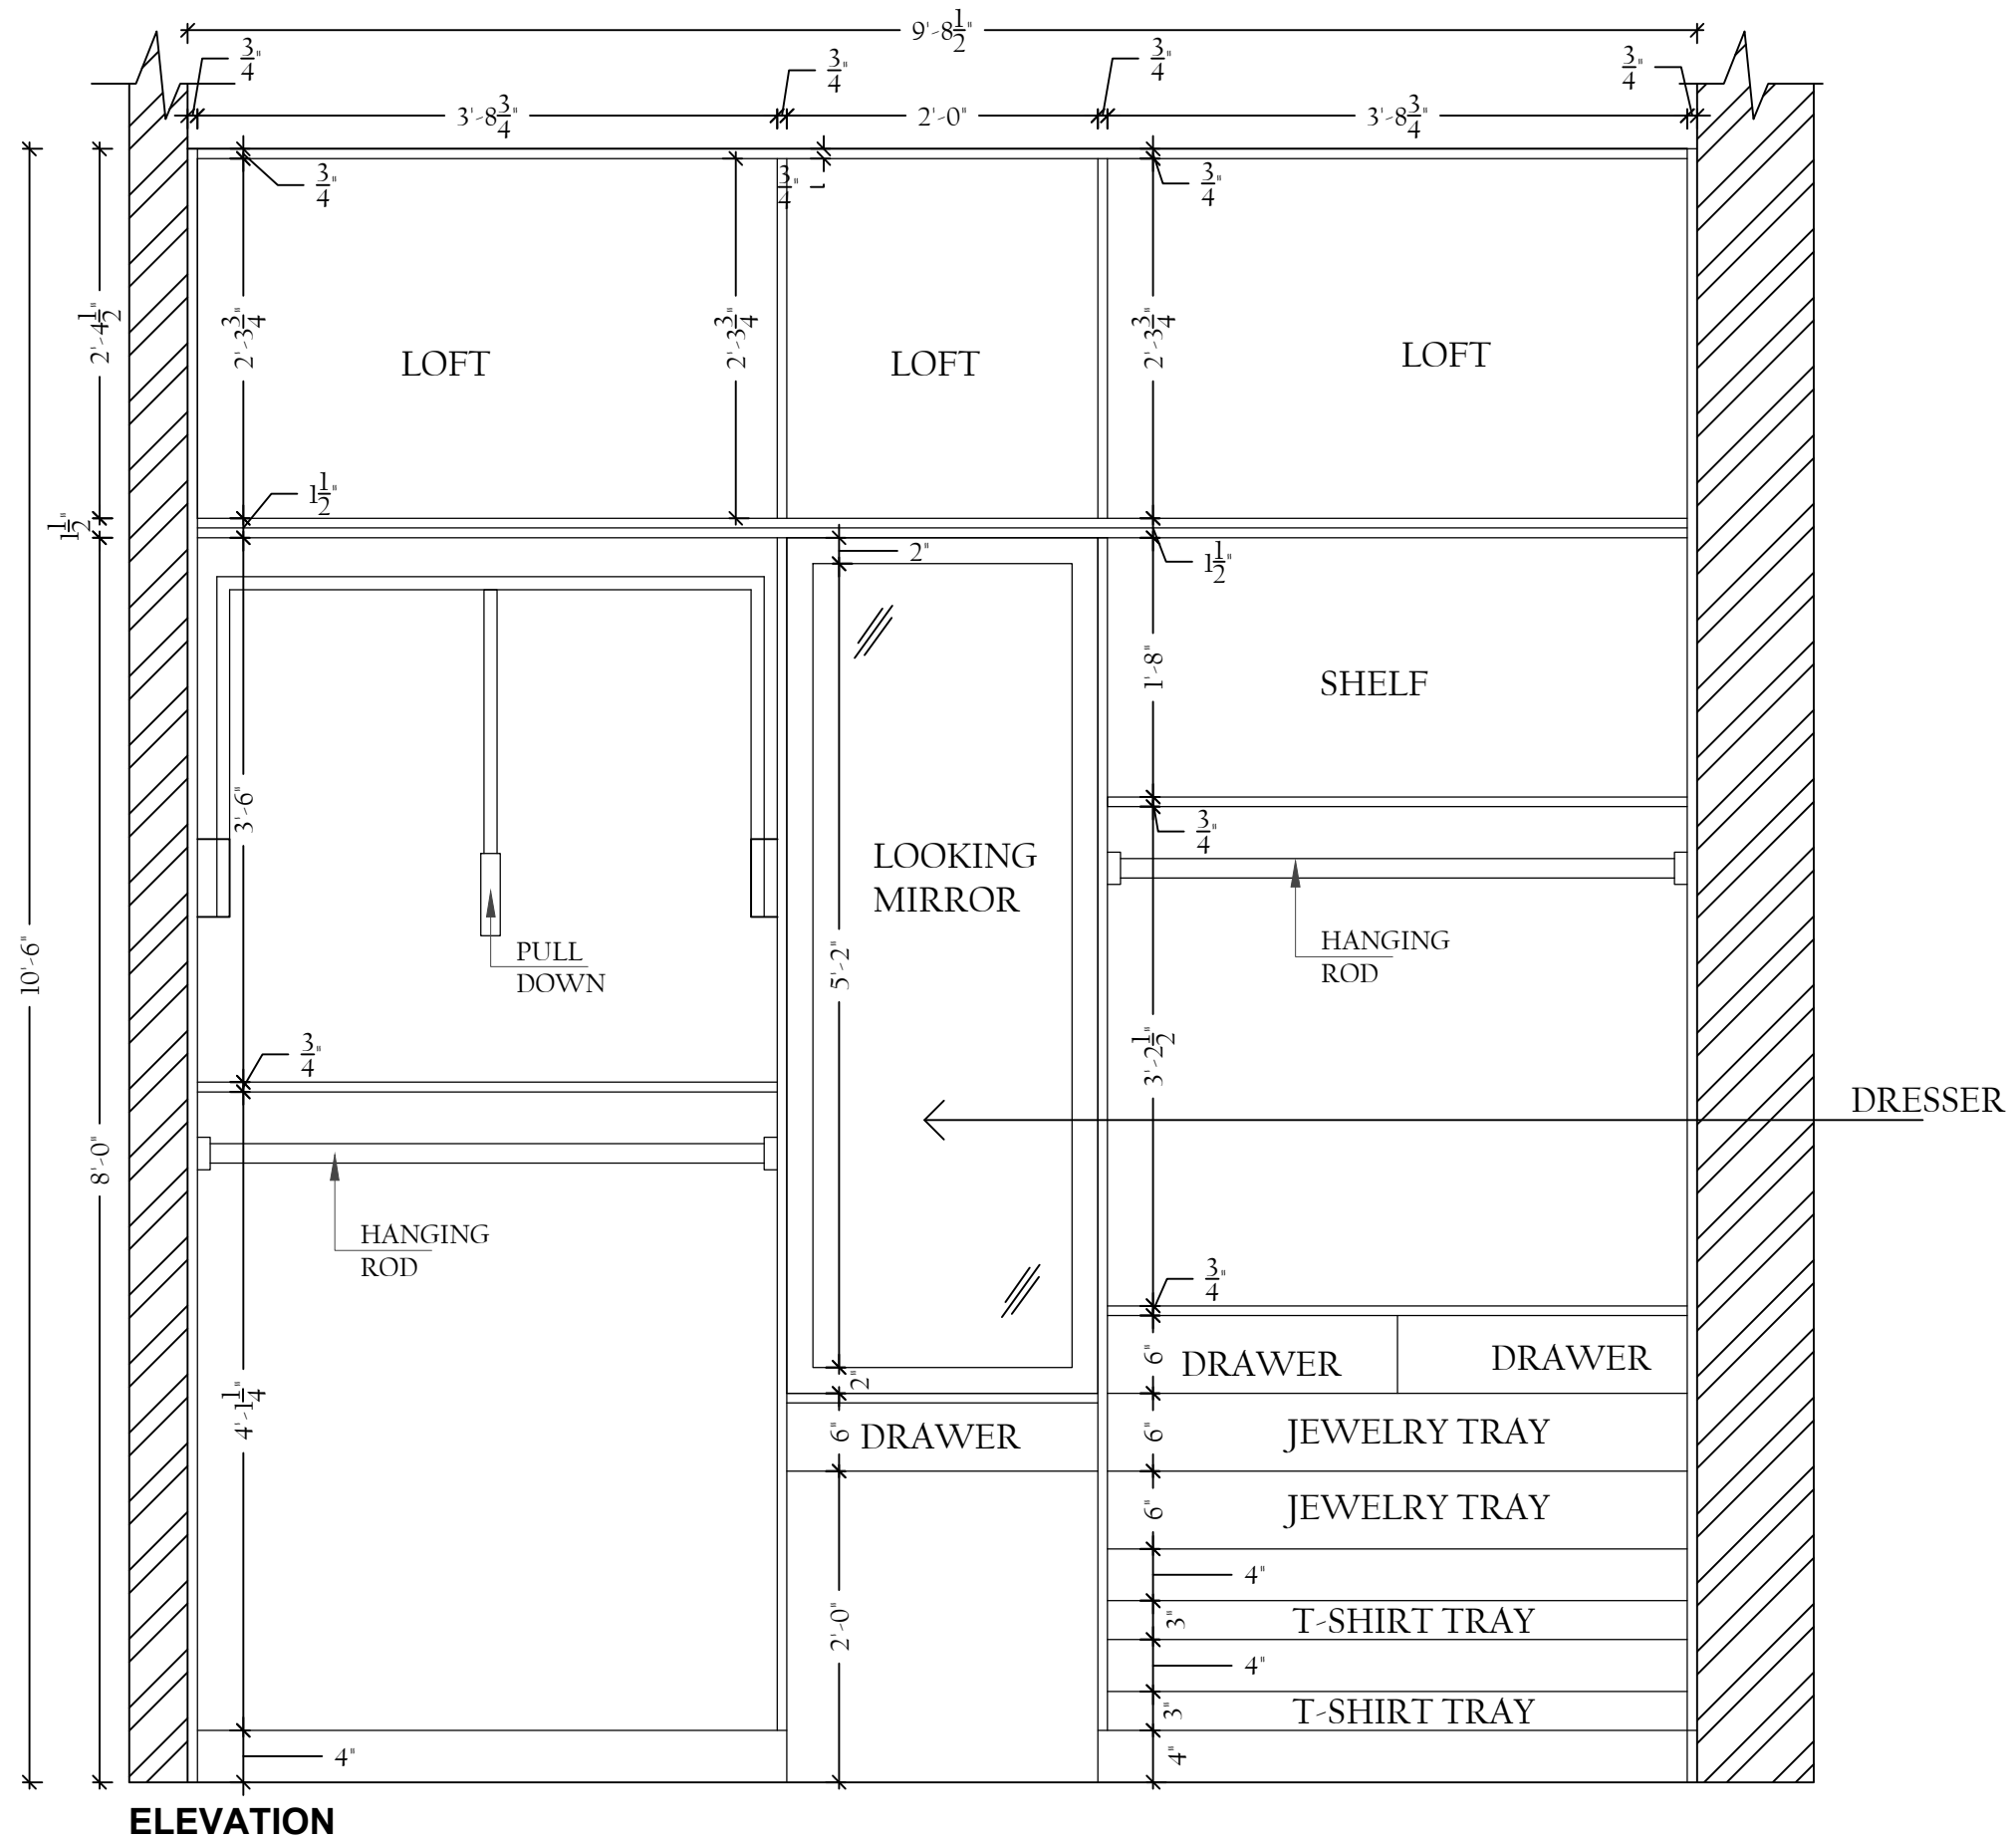 9'-8 1/2"
3/4"
3/4"
3/4"
3/4"
3'-8 3/4"
2'-0"
3'-8 3/4"
3/4"
3/4"
3/4"
2'-4 1/2"
2'-3 3/4"
2'-3 3/4"
2'-3 3/4"
LOFT
LOFT
LOFT
1 1/2"
1 1/2"
2"
1 1/2"
1'-8"
SHELF
3'-6"
3/4"
LOOKING
MIRROR
10'-6"
PULL
DOWN
5'-2"
HANGING
ROD
3/4"
3'-2 1/2"
DRESSER
8'-0"
HANGING
ROD
3/4"
6"
DRAWER
DRAWER
2"
4'-1 1/4"
6"
DRAWER
6"
JEWELRY TRAY
6"
JEWELRY TRAY
4"
2'-0"
3"
T-SHIRT TRAY
4"
3"
T-SHIRT TRAY
4"
4"
ELEVATION